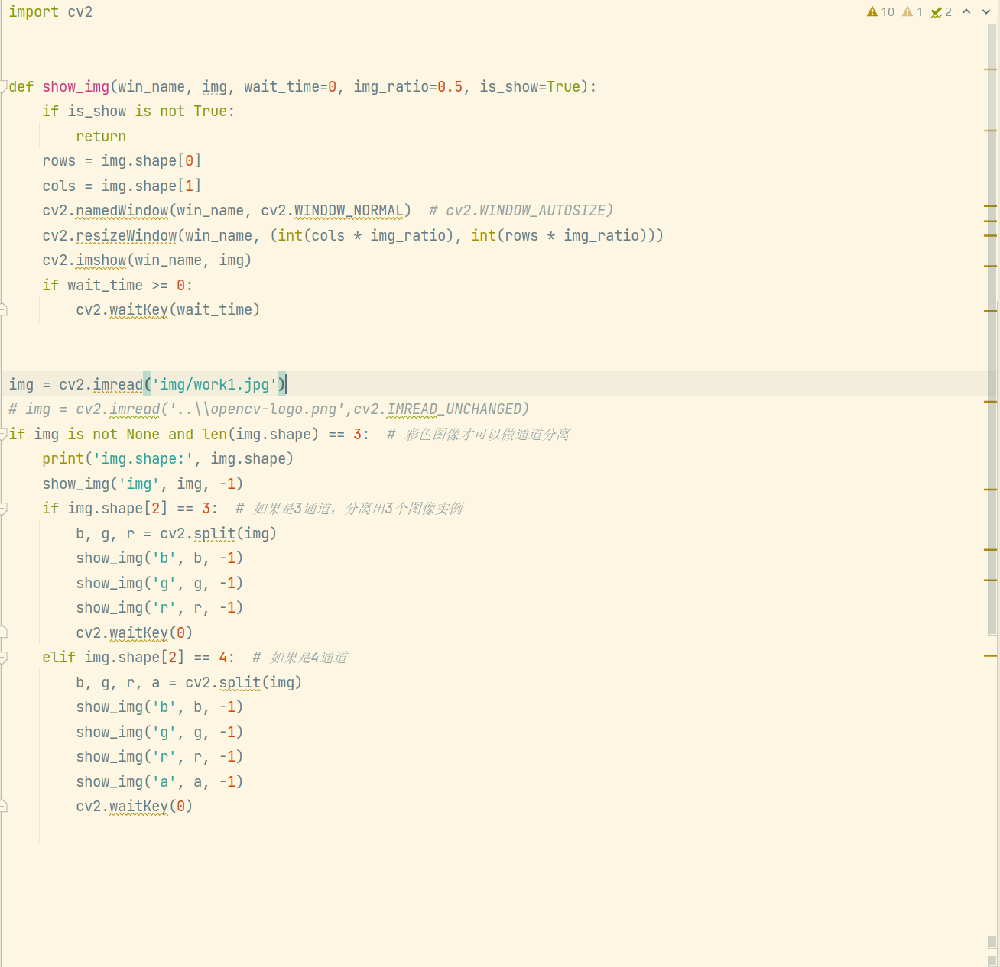 import cv2
10 1 2
def show_img(win_name, img, wait_time=0, img_ratio=0.5, is_show=True):
if is_show is not True:
return
rows = img.shape[0]
cols = img.shape[1]
cv2.namedWindow(win_name, cv2.WINDOW_NORMAL)  # cv2.WINDOW_AUTOSIZE)
cv2.resizeWindow(win_name, (int(cols * img_ratio), int(rows * img_ratio)))
cv2.imshow(win_name, img)
if wait_time >= 0:
cv2.waitKey(wait_time)
img = cv2.imread('img/work1.jpg')
# img = cv2.imread('..\\opencv-logo.png',cv2.IMREAD_UNCHANGED)
if img is not None and len(img.shape) == 3:  # 彩色图像才可以做通道分离
print('img.shape:', img.shape)
show_img('img', img, -1)
if img.shape[2] == 3:  # 如果是3通道，分离出3个图像实例
b, g, r = cv2.split(img)
show_img('b', b, -1)
show_img('g', g, -1)
show_img('r', r, -1)
cv2.waitKey(0)
elif img.shape[2] == 4:  # 如果是4通道
b, g, r, a = cv2.split(img)
show_img('b', b, -1)
show_img('g', g, -1)
show_img('r', r, -1)
show_img('a', a, -1)
cv2.waitKey(0)